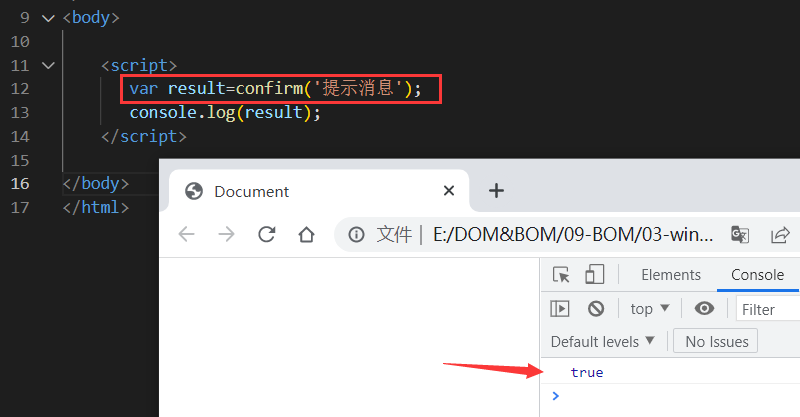 9 <body>
10
11 <script>
12 var result=confirm('提示消息');
13 console.log(result);
14 </script>
15
16 </body>
17 </html>
Document
文件 | E:/DOM&BOM/09-BOM/03-win...
Elements Console
top Filter
Default levels No Issues
true
>